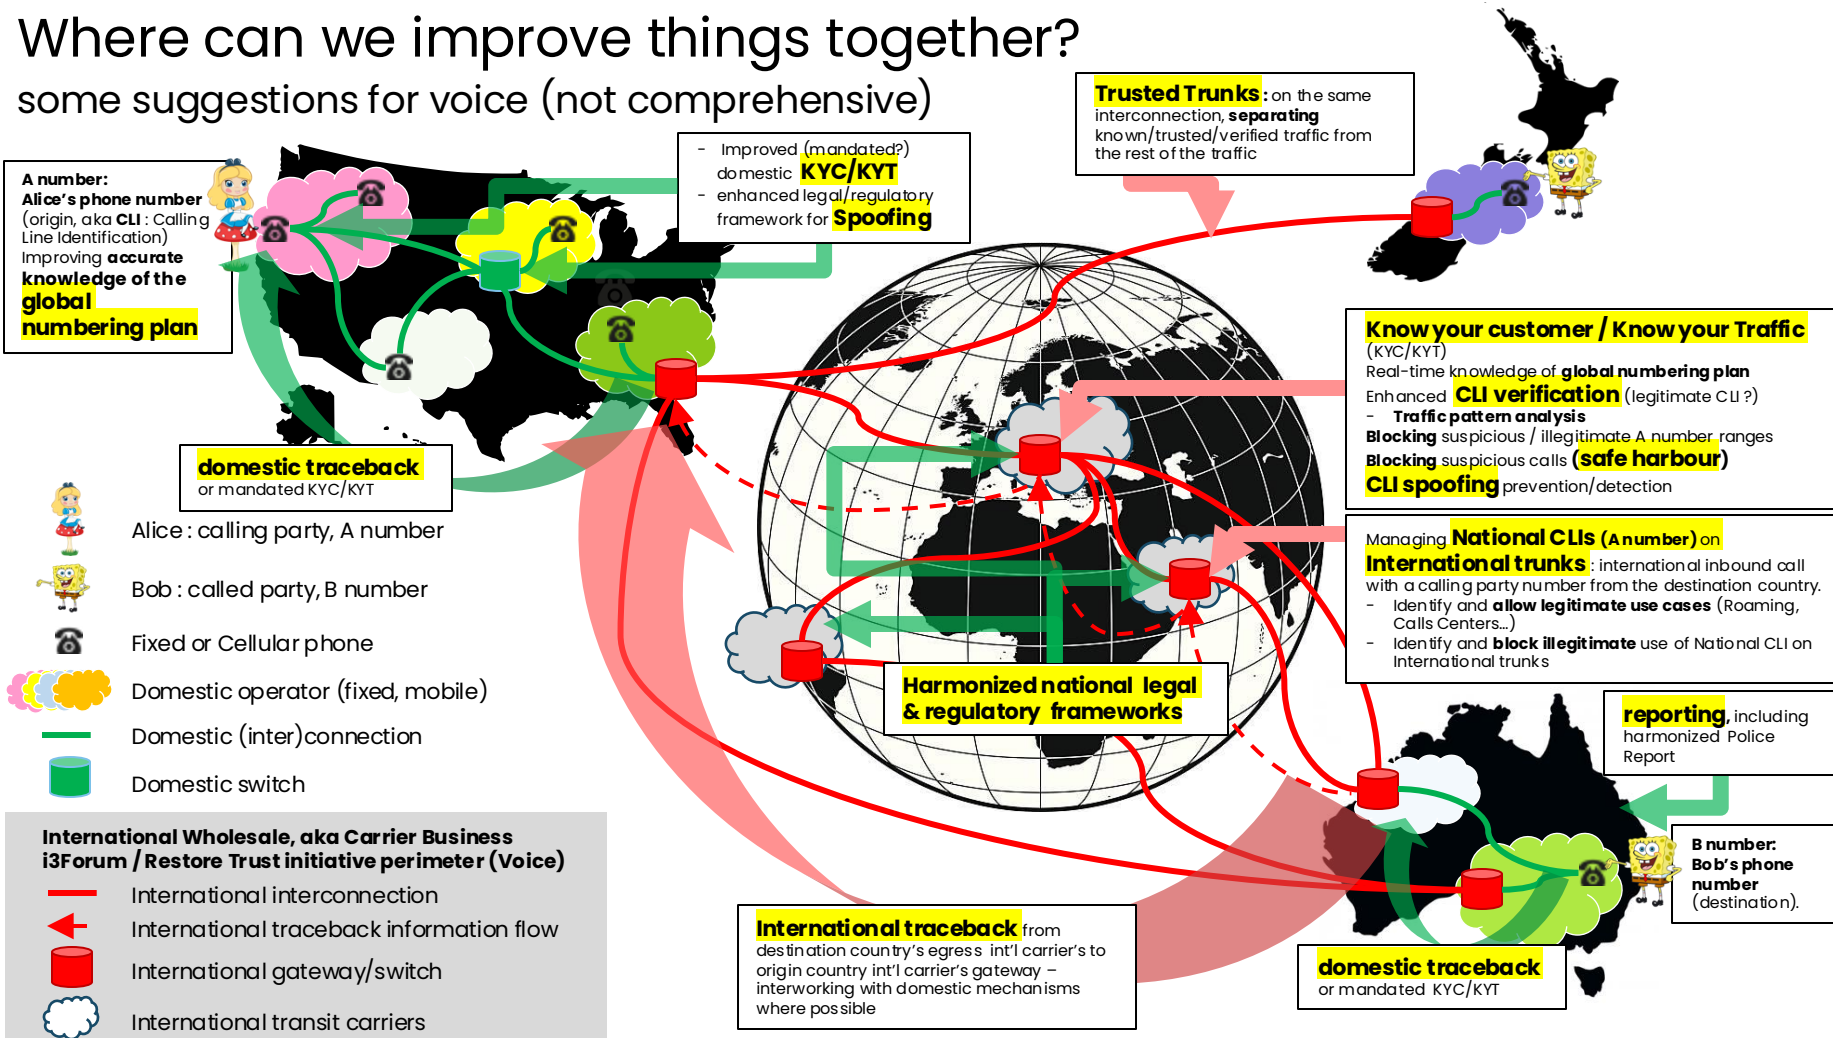 Where can we improve things together?
some suggestions for voice (not comprehensive)
A number:
Alice's phone number
(origin, aka CLI : Calling
Line Identification)
Improving accurate
knowledge of the
global
numbering plan
- Improved (mandated?)
domestic KYC/KYT
- enhanced legal/regulatory
framework for Spoofing
Trusted Trunks: on the same
interconnection, separating
known/trusted/verified traffic from
the rest of the traffic
Know your customer / Know your Traffic
(KYC/KYT)
Real-time knowledge of global numbering plan
Enhanced CLI verification (legitimate CLI ?)
- Traffic pattern analysis
Blocking suspicious / illegitimate A number ranges
Blocking suspicious calls (safe harbour)
CLI spoofing prevention/detection
Managing National CLIs (A number) on
International trunks : international inbound call
with a calling party number from the destination country.
- Identify and allow legitimate use cases (Roaming,
Calls Centers...)
- Identify and block illegitimate use of National CLI on
International trunks
domestic traceback
or mandated KYC/KYT
Alice : calling party, A number
Bob : called party, B number
Fixed or Cellular phone
Domestic operator (fixed, mobile)
Domestic (inter)connection
Domestic switch
Harmonized national legal
& regulatory frameworks
reporting, including
harmonized Police
Report
B number:
Bob's phone
number
(destination).
International Wholesale, aka Carrier Business
i3Forum / Restore Trust initiative perimeter (Voice)
International interconnection
International traceback information flow
International gateway/switch
International transit carriers
International traceback from
destination country's egress int'l carrier's to
origin country int'l carrier's gateway –
interworking with domestic mechanisms
where possible
domestic traceback
or mandated KYC/KYT